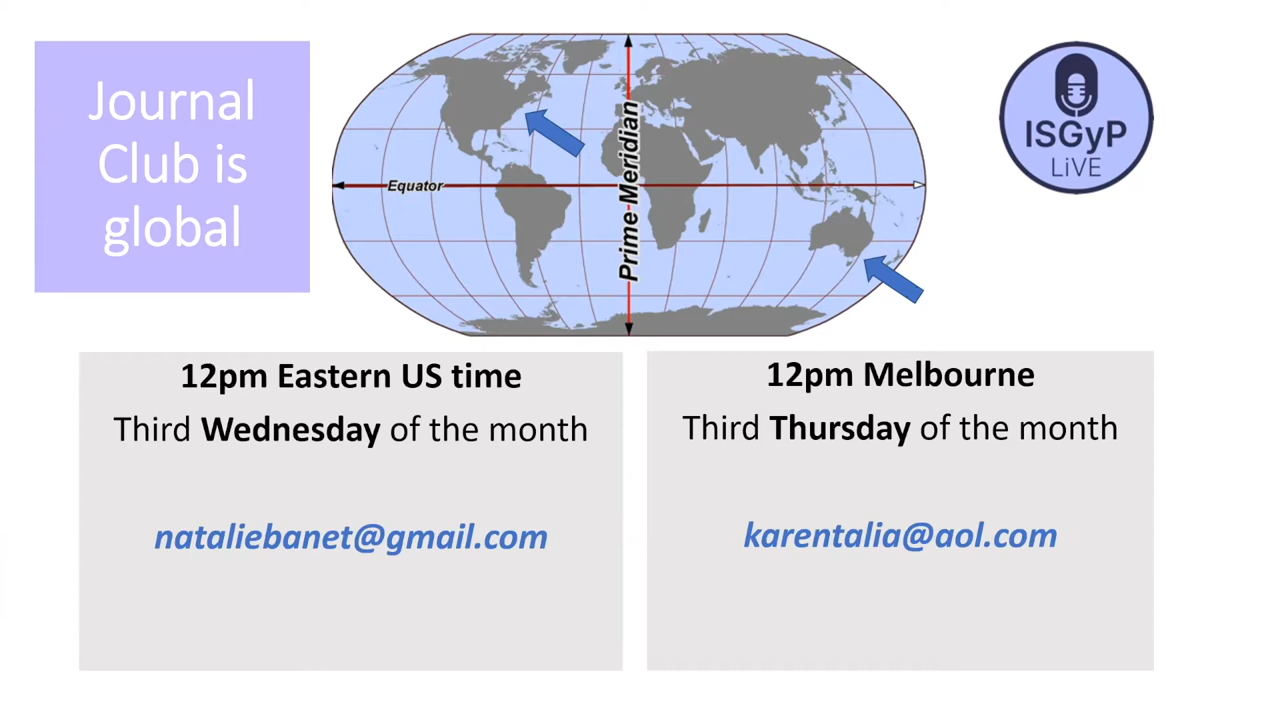 Journal
Club is
global
Equator
Prime Meridian
ISGyP
LiVE
12pm Eastern US time
Third Wednesday of the month
nataliebanet@gmail.com
12pm Melbourne
Third Thursday of the month
karentalia@aol.com